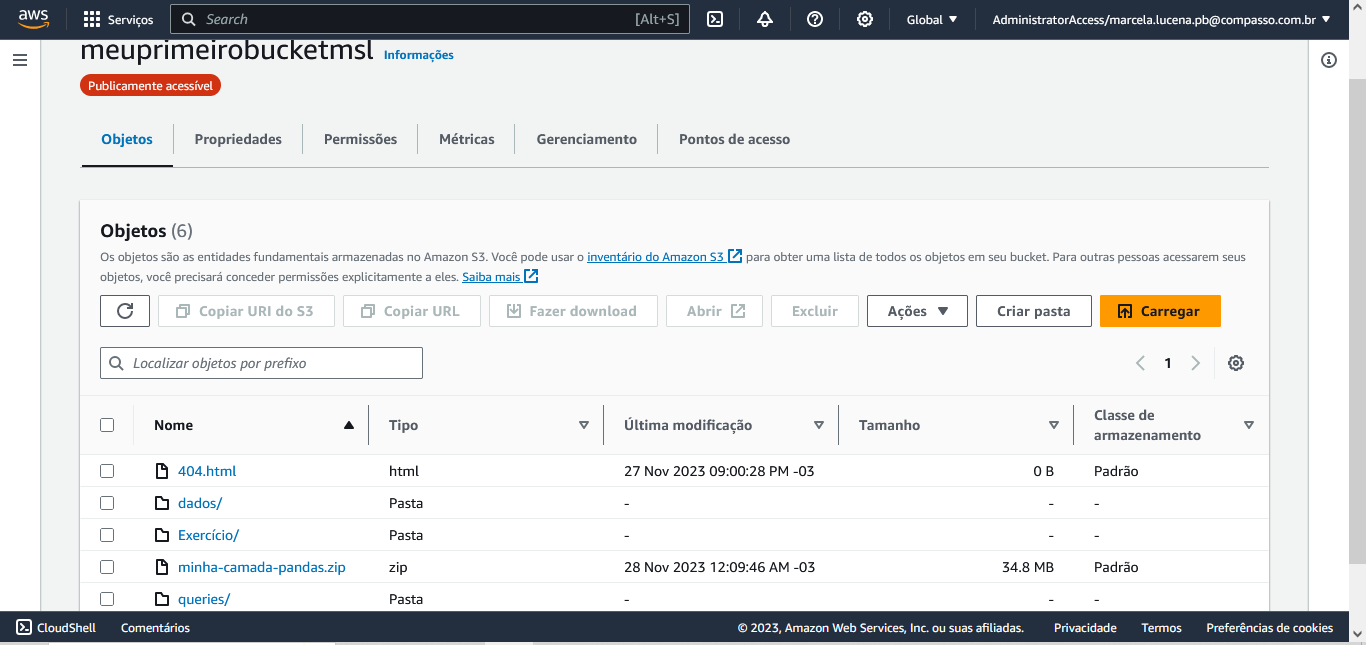 aws Serviços Search [Alt+S] Global AdministratorAccess/marcela.lucena.pb@compasso.com.br
meuprimeirobucketmsl Informações
Publicamente acessível
Objetos Propriedades Permissões Métricas Gerenciamento Pontos de acesso
Objetos (6)
Os objetos são as entidades fundamentais armazenadas no Amazon S3. Você pode usar o inventário do Amazon S3 para obter uma lista de todos os objetos em seu bucket. Para outras pessoas acessarem seus
objetos, você precisará conceder permissões explicitamente a eles. Saiba mais
Copiar URI do S3 Copiar URL Fazer download Abrir Excluir Ações Criar pasta Carregar
Localizar objetos por prefixo 1
Nome Tipo Última modificação Tamanho Classe de armazenamento
404.html html 27 Nov 2023 09:00:28 PM -03 0 B Padrão
dados/ Pasta - - -
Exercício/ Pasta - - -
minha-camada-pandas.zip zip 28 Nov 2023 12:09:46 AM -03 34.8 MB Padrão
queries/ Pasta - - -
CloudShell Comentários © 2023, Amazon Web Services, Inc. ou suas afiliadas. Privacidade Termos Preferências de cookies